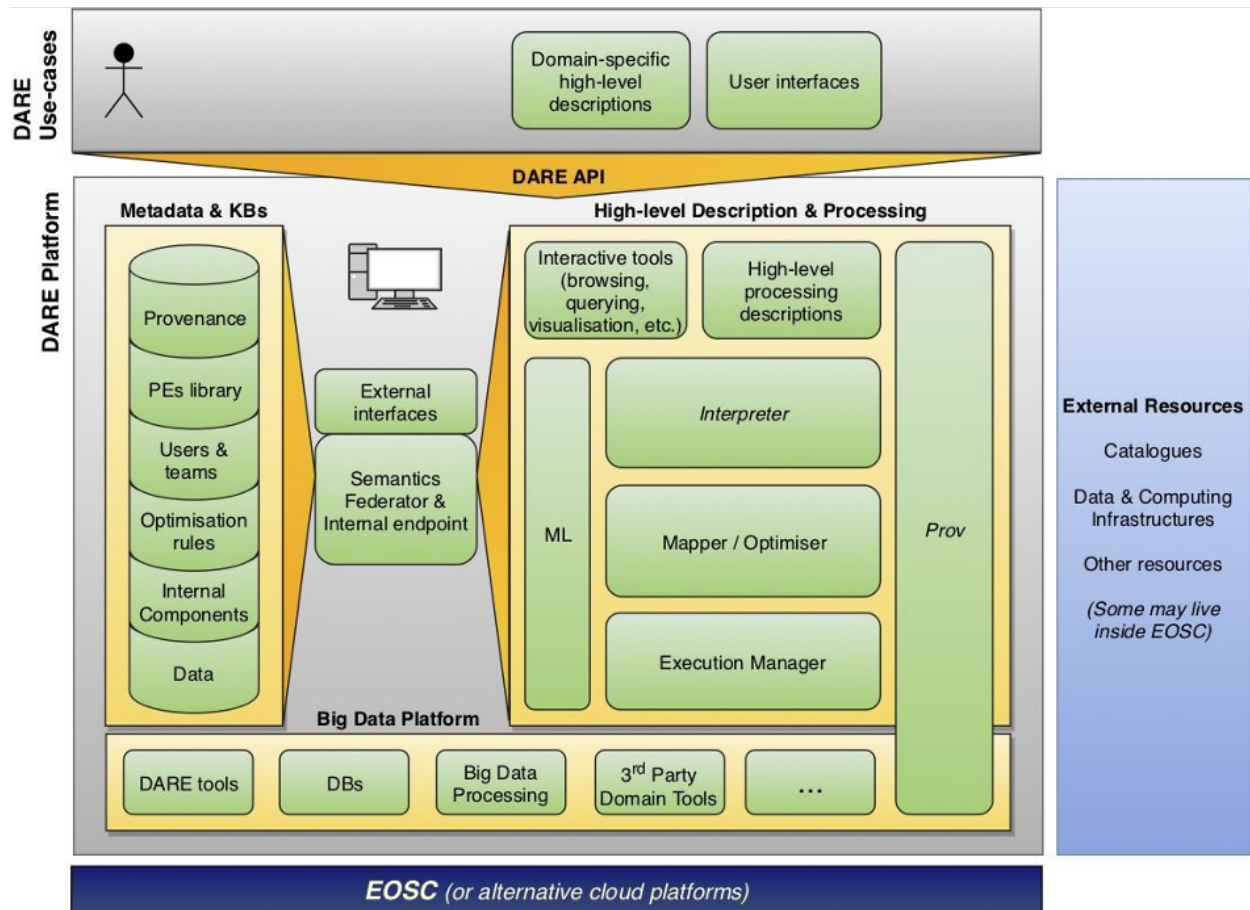 DARE
Use-cases
Domain-specific
high-level
descriptions
User interfaces
DARE API
DARE Platform
Metadata & KBs
Provenance
PEs library
Users &
teams
Optimisation
rules
Internal
Components
Data
External
interfaces
Semantics
Federator &
Internal endpoint
High-level Description & Processing
Interactive tools
(browsing,
querying,
visualisation, etc.)
High-level
processing
descriptions
ML
Interpreter
Mapper / Optimiser
Execution Manager
Prov
Big Data Platform
DARE tools
DBs
Big Data
Processing
3rd Party
Domain Tools
...
External Resources
Catalogues
Data & Computing
Infrastructures
Other resources
(Some may live
inside EOSC)
EOSC (or alternative cloud platforms)